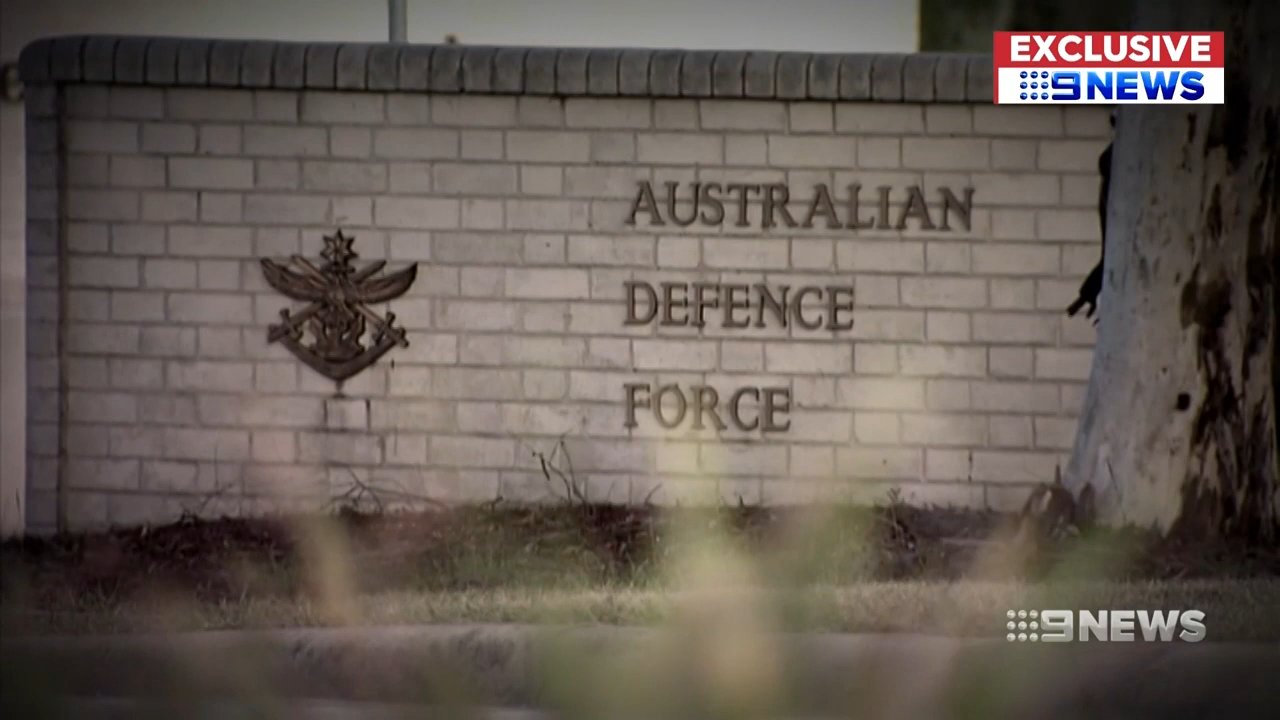 EXCLUSIVE
9NEWS
AUSTRALIAN
DEFENCE
FORCE
9NEWS